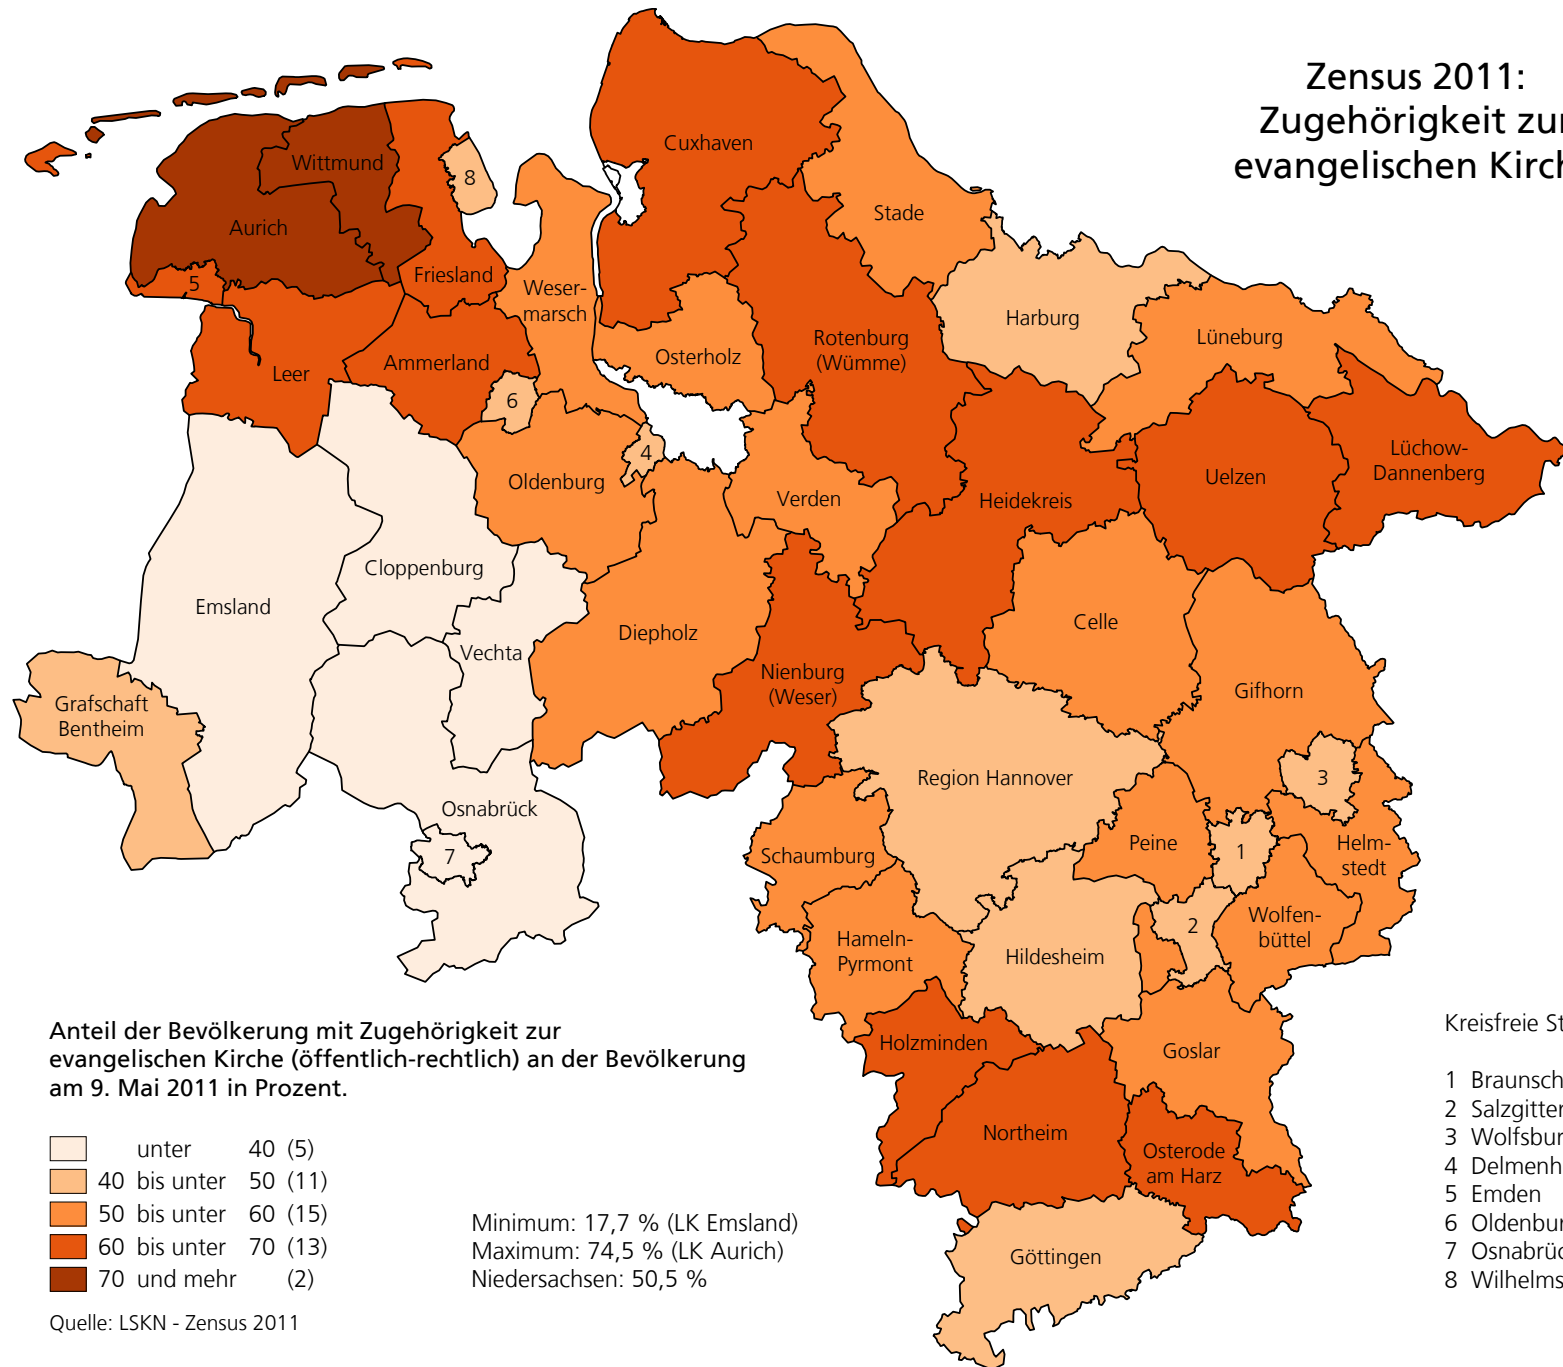 Zensus 2011:
Zugehörigkeit zur
evangelischen Kirch
Wittmund
8
Cuxhaven
Aurich
Stade
5
Friesland
Weser-
marsch
Harburg
Leer
Ammerland
Osterholz
Rotenburg
(Wümme)
Lüneburg
6
4
Oldenburg
Verden
Heidekreis
Uelzen
Lüchow-
Dannenberg
Cloppenburg
Emsland
Vechta
Diepholz
Celle
Nienburg
(Weser)
Gifhorn
Grafschaft
Bentheim
Region Hannover
3
Osnabrück
7
Schaumburg
Peine
1
Helm-
stedt
Hameln-
Pyrmont
Hildesheim
2
Wolfen-
büttel
Holzminden
Goslar
Northeim
Osterode
am Harz
Göttingen
Anteil der Bevölkerung mit Zugehörigkeit zur
evangelischen Kirche (öffentlich-rechtlich) an der Bevölkerung
am 9. Mai 2011 in Prozent.
unter 40 (5)
40 bis unter 50 (11)
50 bis unter 60 (15)
60 bis unter 70 (13)
70 und mehr (2)
Quelle: LSKN - Zensus 2011
Minimum: 17,7 % (LK Emsland)
Maximum: 74,5 % (LK Aurich)
Niedersachsen: 50,5 %
Kreisfreie St
1 Braunsch
2 Salzgitter
3 Wolfsbur
4 Delmenh
5 Emden
6 Oldenbur
7 Osnabrüc
8 Wilhelms